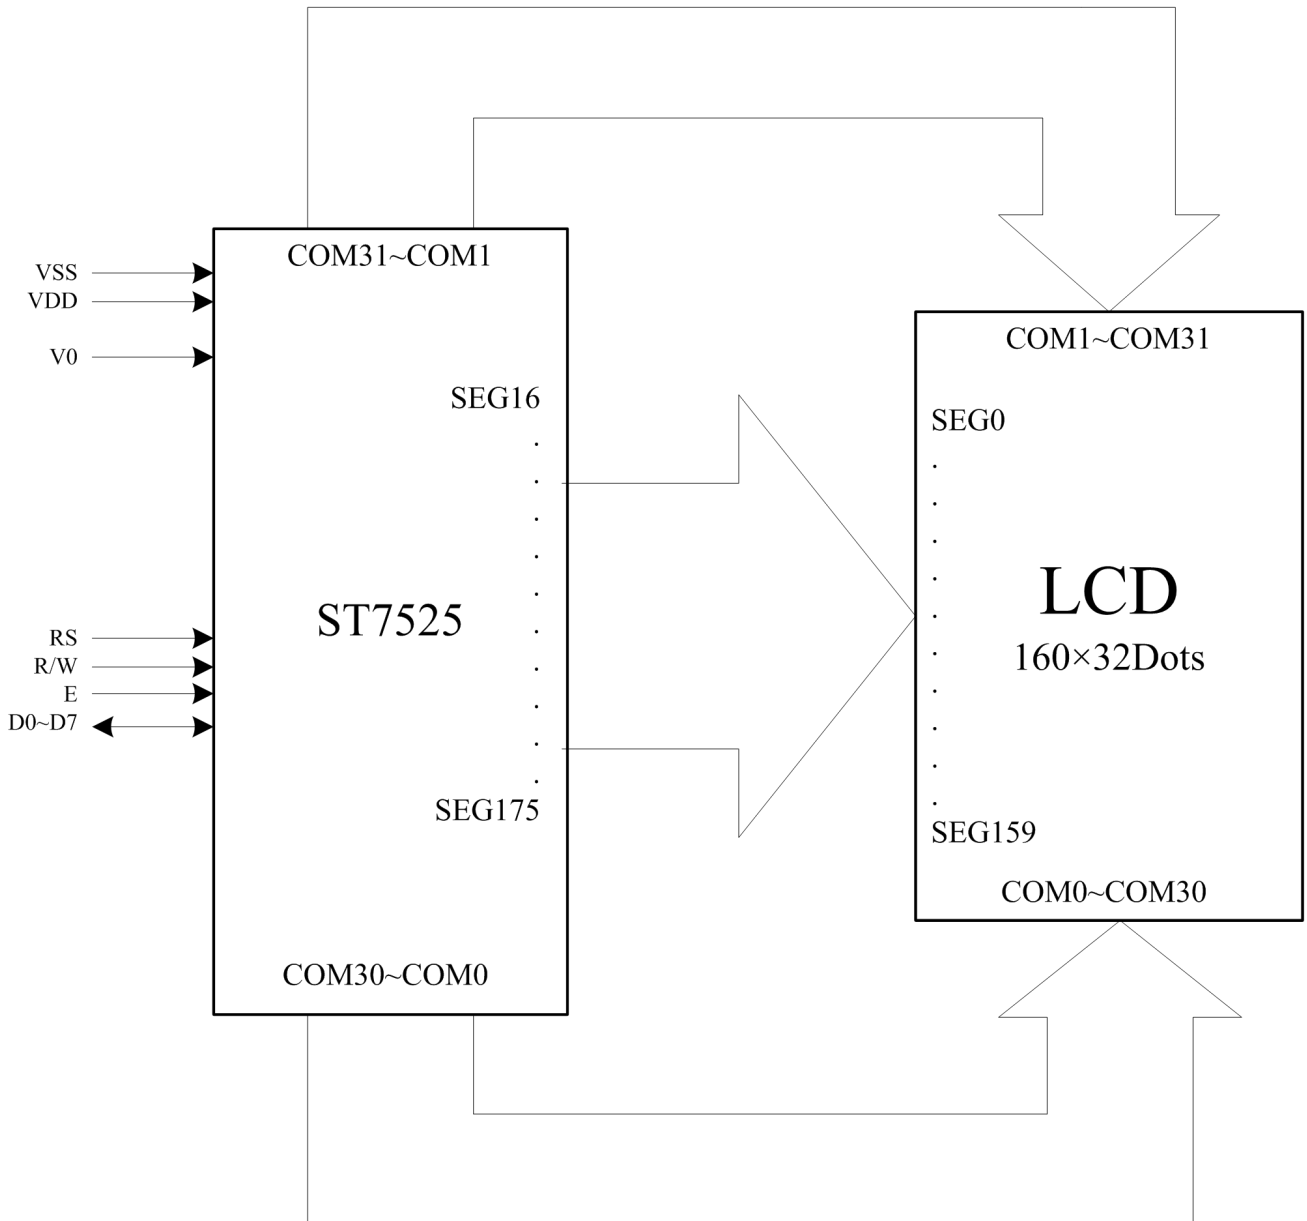 COM31~COM1
VSS
VDD
V0
SEG16
ST7525
RS
R/W
E
D0~D7
SEG175
COM30~COM0
COM1~COM31
SEG0
LCD
160×32Dots
SEG159
COM0~COM30